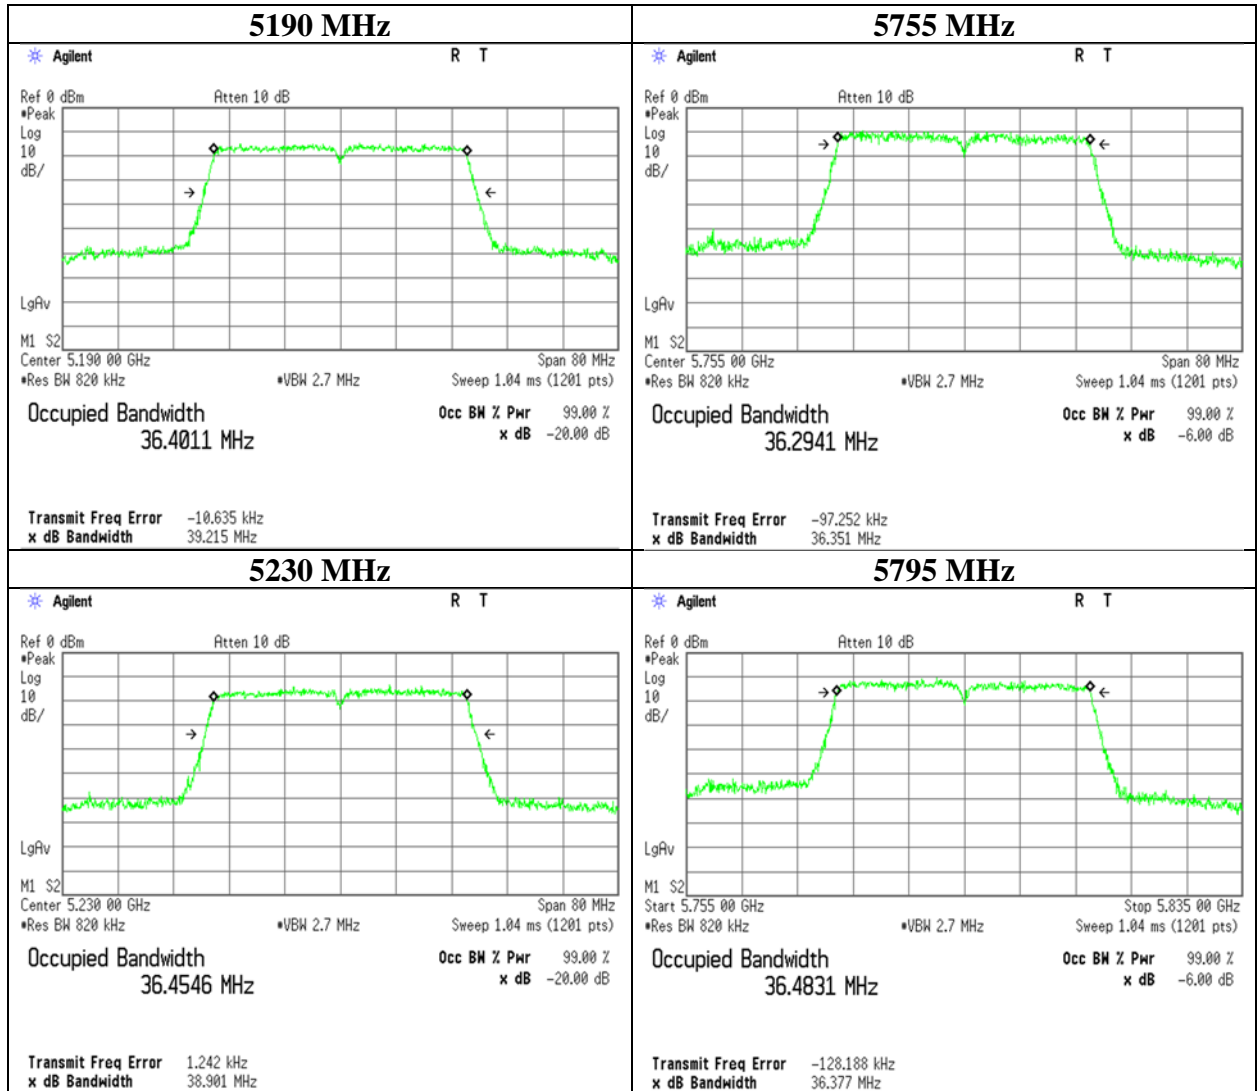 5190 MHz
Agilent R T
Ref 0 dBm Atten 10 dB
#Peak
Log
10
dB/
LgAv
M1 S2
Center 5.190 00 GHz Span 80 MHz
#Res BW 820 kHz #VBW 2.7 MHz Sweep 1.04 ms (1201 pts)
Occupied Bandwidth Occ BW % Pwr 99.00 %
36.4011 MHz x dB -20.00 dB
Transmit Freq Error -10.635 kHz
x dB Bandwidth 39.215 MHz
5755 MHz
Agilent R T
Ref 0 dBm Atten 10 dB
#Peak
Log
10
dB/
LgAv
M1 S2
Center 5.755 00 GHz Span 80 MHz
#Res BW 820 kHz #VBW 2.7 MHz Sweep 1.04 ms (1201 pts)
Occupied Bandwidth Occ BW % Pwr 99.00 %
36.2941 MHz x dB -6.00 dB
Transmit Freq Error -97.252 kHz
x dB Bandwidth 36.351 MHz
5230 MHz
Agilent R T
Ref 0 dBm Atten 10 dB
#Peak
Log
10
dB/
LgAv
M1 S2
Center 5.230 00 GHz Span 80 MHz
#Res BW 820 kHz #VBW 2.7 MHz Sweep 1.04 ms (1201 pts)
Occupied Bandwidth Occ BW % Pwr 99.00 %
36.4546 MHz x dB -20.00 dB
Transmit Freq Error 1.242 kHz
x dB Bandwidth 38.901 MHz
5795 MHz
Agilent R T
Ref 0 dBm Atten 10 dB
#Peak
Log
10
dB/
LgAv
M1 S2
Start 5.755 00 GHz Stop 5.835 00 GHz
#Res BW 820 kHz #VBW 2.7 MHz Sweep 1.04 ms (1201 pts)
Occupied Bandwidth Occ BW % Pwr 99.00 %
36.4831 MHz x dB -6.00 dB
Transmit Freq Error -128.188 kHz
x dB Bandwidth 36.377 MHz